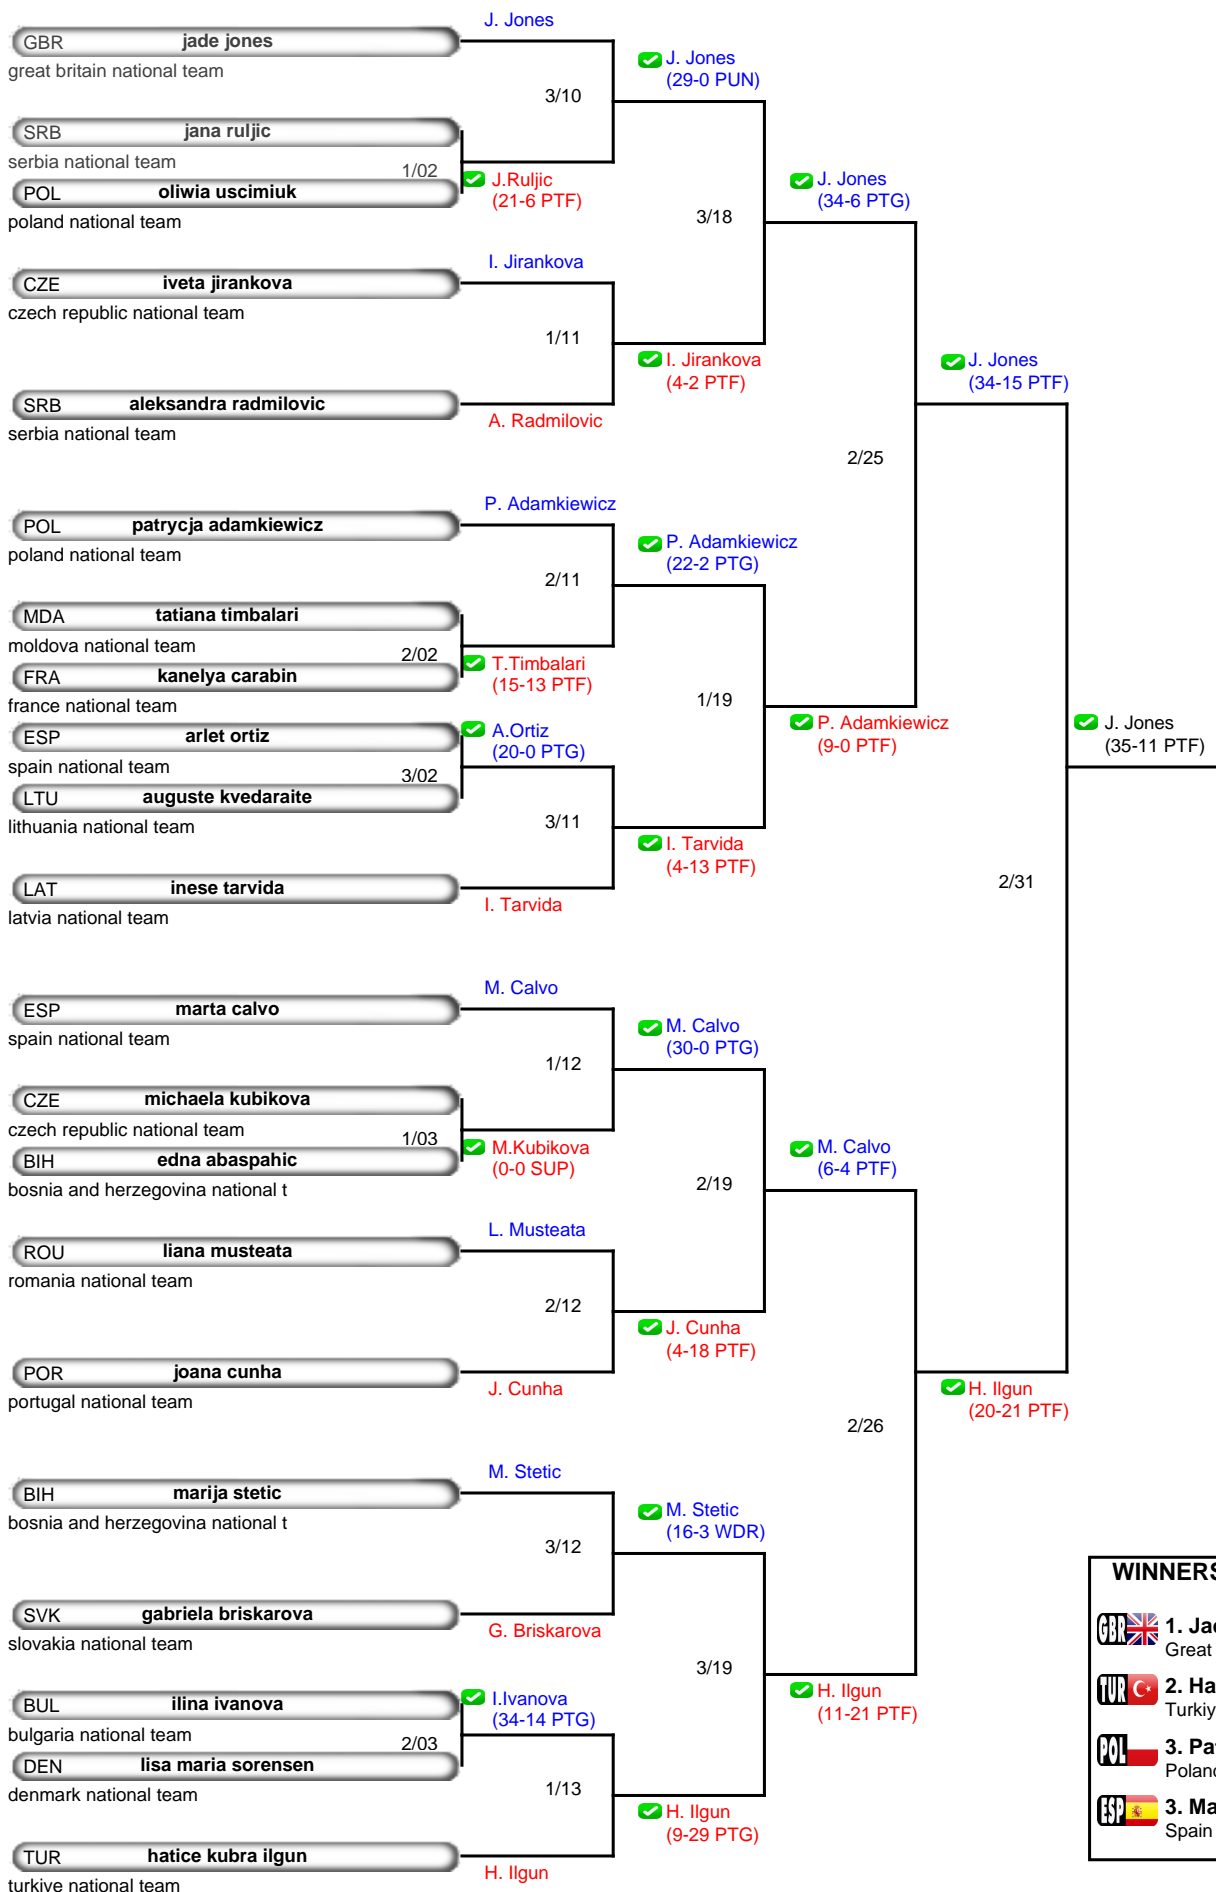 J. Jones
GBR jade jones
great britain national team
J. Jones
(29-0 PUN)
3/10
SRB jana ruljic
serbia national team
1/02
J.Ruljic
(21-6 PTF)
POL oliwia uscimiuk
poland national team
J. Jones
(34-6 PTG)
3/18
I. Jirankova
CZE iveta jirankova
czech republic national team
1/11
I. Jirankova
(4-2 PTF)
J. Jones
(34-15 PTF)
SRB aleksandra radmilovic
serbia national team
A. Radmilovic
2/25
P. Adamkiewicz
POL patrycja adamkiewicz
poland national team
P. Adamkiewicz
(22-2 PTG)
2/11
MDA tatiana timbalari
moldova national team
2/02
T.Timbalari
(15-13 PTF)
FRA kanelya carabin
france national team
1/19
P. Adamkiewicz
(9-0 PTF)
J. Jones
(35-11 PTF)
ESP arlet ortiz
spain national team
A.Ortiz
(20-0 PTG)
3/02
LTU auguste kvedaraite
lithuania national team
3/11
I. Tarvida
(4-13 PTF)
LAT inese tarvida
latvia national team
I. Tarvida
2/31
M. Calvo
ESP marta calvo
spain national team
M. Calvo
(30-0 PTG)
1/12
CZE michaela kubikova
czech republic national team
1/03
M.Kubikova
(0-0 SUP)
BIH edna abaspahic
bosnia and herzegovina national t
M. Calvo
(6-4 PTF)
2/19
L. Musteata
ROU liana musteata
romania national team
2/12
J. Cunha
(4-18 PTF)
POR joana cunha
portugal national team
J. Cunha
H. Ilgun
(20-21 PTF)
2/26
M. Stetic
BIH marija stetic
bosnia and herzegovina national t
M. Stetic
(16-3 WDR)
3/12
SVK gabriela briskarova
slovakia national team
G. Briskarova
3/19
H. Ilgun
(11-21 PTF)
BUL ilina ivanova
bulgaria national team
I.Ivanova
(34-14 PTG)
2/03
DEN lisa maria sorensen
denmark national team
1/13
H. Ilgun
(9-29 PTG)
TUR hatice kubra ilgun
turkiye national team
H. Ilgun
WINNERS
GBR 1. Jad
Great
TUR 2. Ha
Turkiy
POL 3. Pat
Poland
ESP 3. Ma
Spain